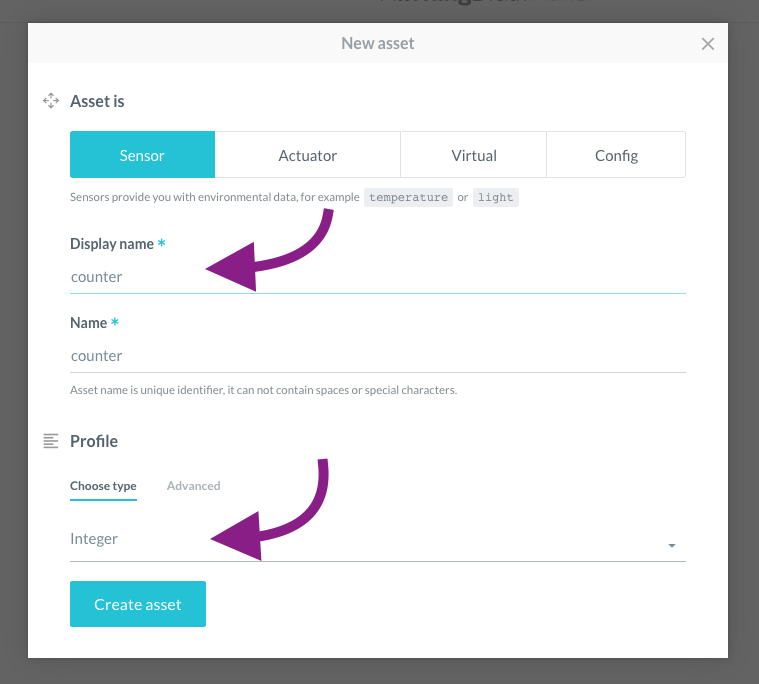 New asset
Asset is
Sensor Actuator Virtual Config
Sensors provide you with environmental data, for example temperature or light
Display name *
counter
Name *
counter
Asset name is unique identifier, it can not contain spaces or special characters.
Profile
Choose type Advanced
Integer
Create asset